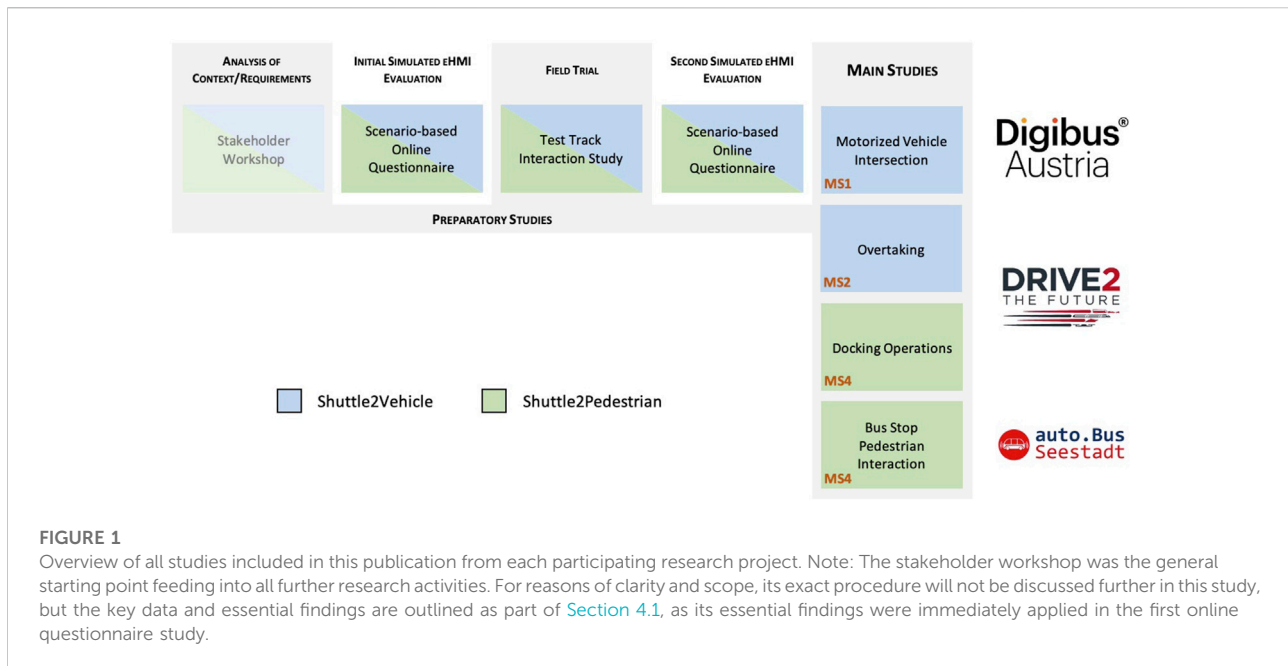 ANALYSIS OF
CONTEXT/REQUIREMENTS
INITIAL SIMULATED EHMI
EVALUATION
FIELD TRIAL
SECOND SIMULATED EHMI
EVALUATION
MAIN STUDIES
Stakeholder
Workshop
Scenario-based
Online
Questionnaire
Test Track
Interaction Study
Scenario-based
Online
Questionnaire
Motorized Vehicle
Intersection
MS1
PREPARATORY STUDIES
Overtaking
MS2
Docking Operations
MS4
Bus Stop
Pedestrian
Interaction
MS4
Shuttle2Vehicle
Shuttle2Pedestrian
Digibus®
Austria
DRIVE2
THE FUTURE
auto.Bus
Seestadt
FIGURE 1
Overview of all studies included in this publication from each participating research project. Note: The stakeholder workshop was the general
starting point feeding into all further research activities. For reasons of clarity and scope, its exact procedure will not be discussed further in this study,
but the key data and essential findings are outlined as part of Section 4.1, as its essential findings were immediately applied in the first online
questionnaire study.